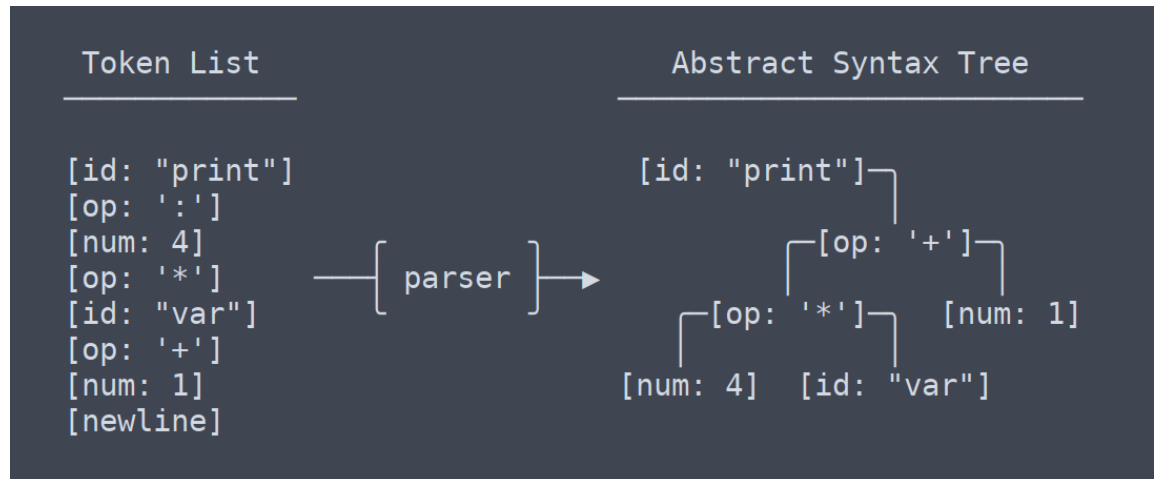 Token List
Abstract Syntax Tree
[id: "print"]
[op: ':']
[num: 4]
[op: '*']
[id: "var"]
[op: '+']
[num: 1]
[newline]
parser
[id: "print"]
[op: '+']
[op: '*'] [num: 1]
[num: 4] [id: "var"]